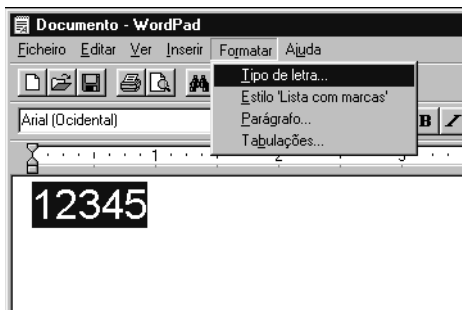 Documento - WordPad
Ficheiro Editar Ver Inserir Formatar Ajuda
Tipo de letra...
Estilo 'Lista com marcas'
Arial (Ocidental)
Parágrafo...
B I
Tabulações...
1 2 3
12345